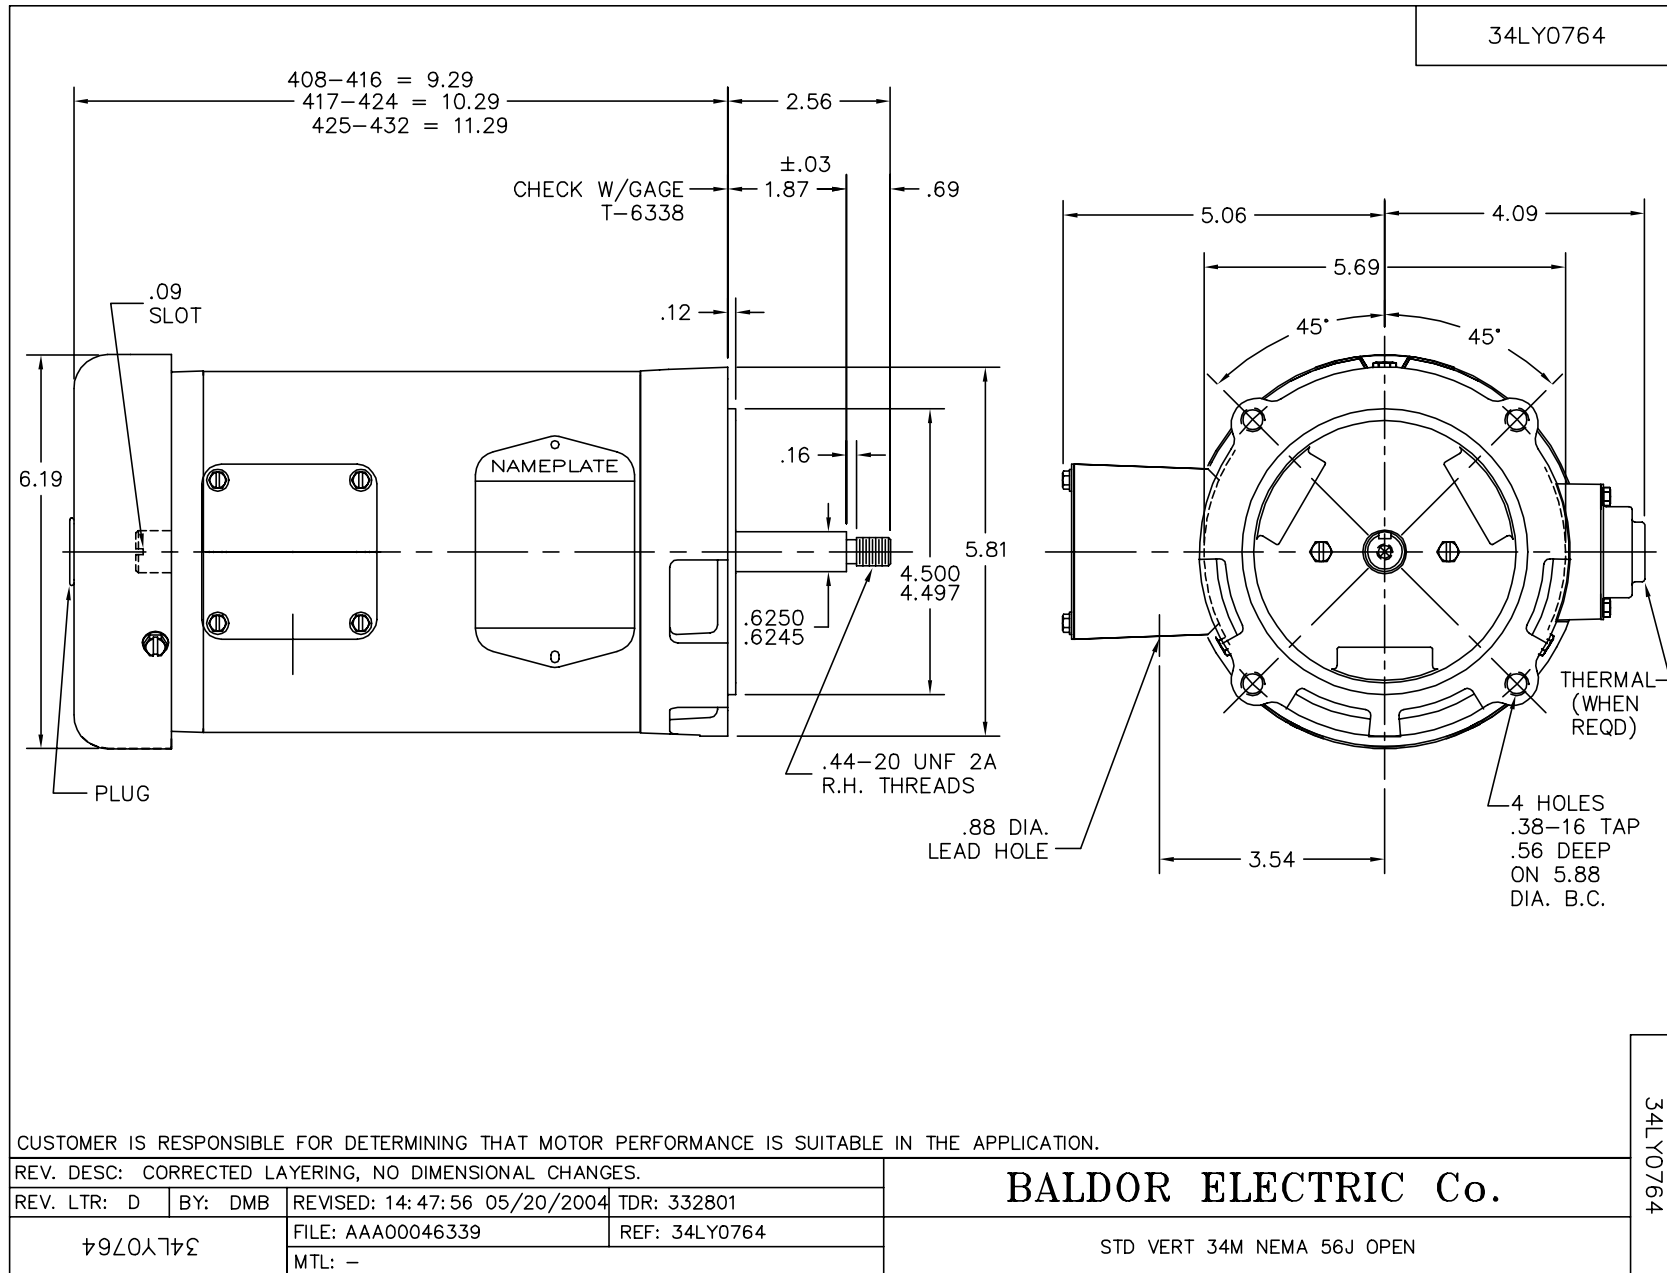 34LY0764
408-416 = 9.29
417-424 = 10.29
425-432 = 11.29
2.56
±.03
CHECK W/GAGE
T-6338
1.87
.69
5.06
4.09
5.69
.09
SLOT
.12
45°
45°
6.19
NAMEPLATE
.16
5.81
4.500
4.497
.6250
.6245
THERMAL
(WHEN
REQD)
.44-20 UNF 2A
R.H. THREADS
PLUG
.88 DIA.
LEAD HOLE
3.54
4 HOLES
.38-16 TAP
.56 DEEP
ON 5.88
DIA. B.C.
34LY0764
CUSTOMER IS RESPONSIBLE FOR DETERMINING THAT MOTOR PERFORMANCE IS SUITABLE IN THE APPLICATION.
REV. DESC: CORRECTED LAYERING, NO DIMENSIONAL CHANGES.
REV. LTR: D
BY: DMB
REVISED: 14:47:56 05/20/2004
TDR: 332801
BALDOR ELECTRIC Co.
34LY0764
FILE: AAA00046339
REF: 34LY0764
MTL: -
STD VERT 34M NEMA 56J OPEN